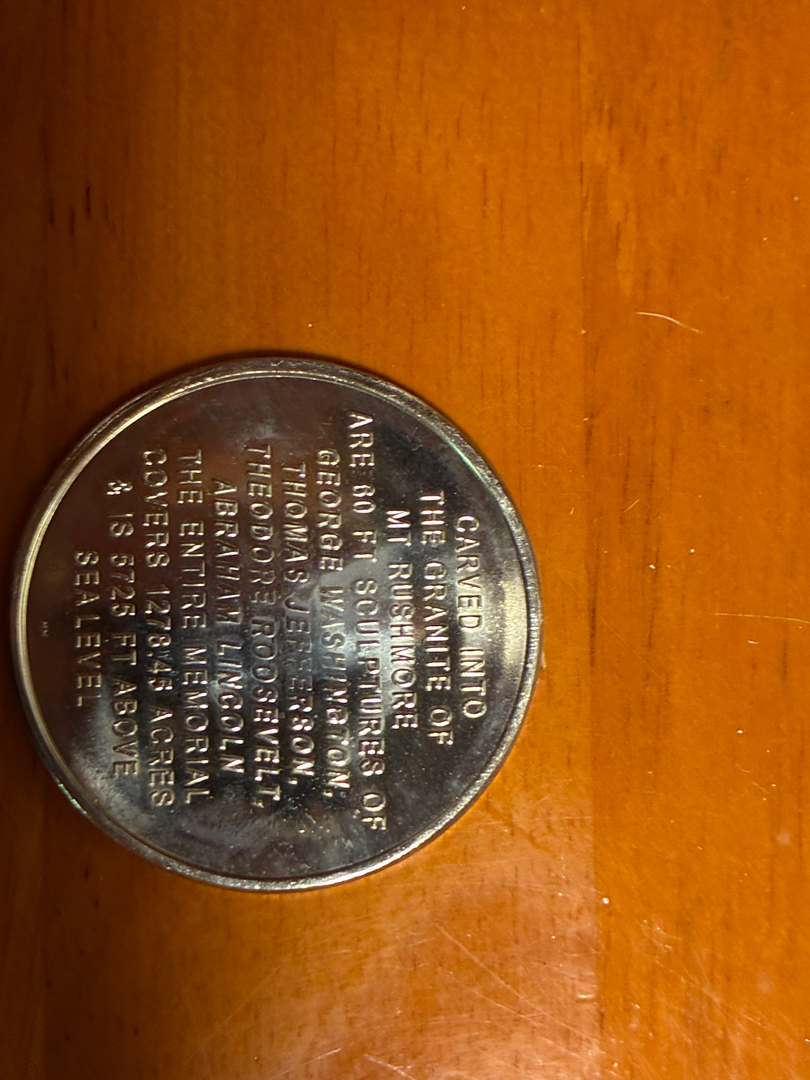 CARVED INTO
THE GRANITE OF
MT RUSHMORE
ARE 60 FT SCULPTURES OF
GEORGE WASHINGTON,
THOMAS JEFFERSON,
THEODORE ROOSEVELT,
ABRAHAM LINCOLN
THE ENTIRE MEMORIAL
COVERS 1278.45 ACRES
& IS 5725 FT ABOVE
SEA LEVEL